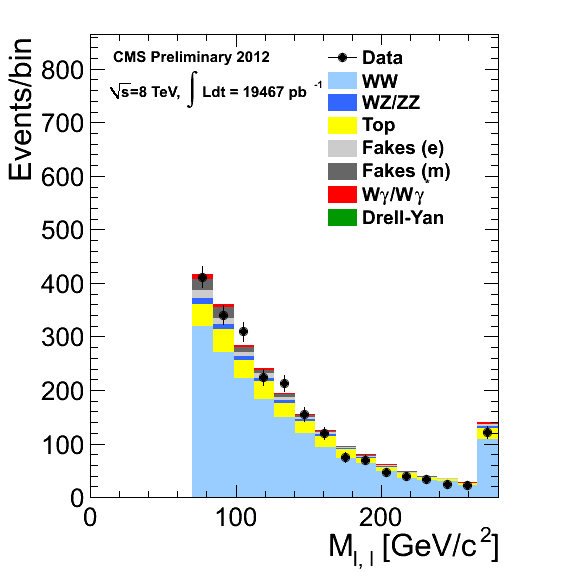 CMS Preliminary 2012
√s=8 TeV, ∫ Ldt = 19467 pb⁻¹
Data
WW
WZ/ZZ
Top
Fakes (e)
Fakes (m)
Wγ/Wγ*
Drell-Yan
Events/bin
800
700
600
500
400
300
200
100
0
0
100
200
M_{l, l} [GeV/c²]